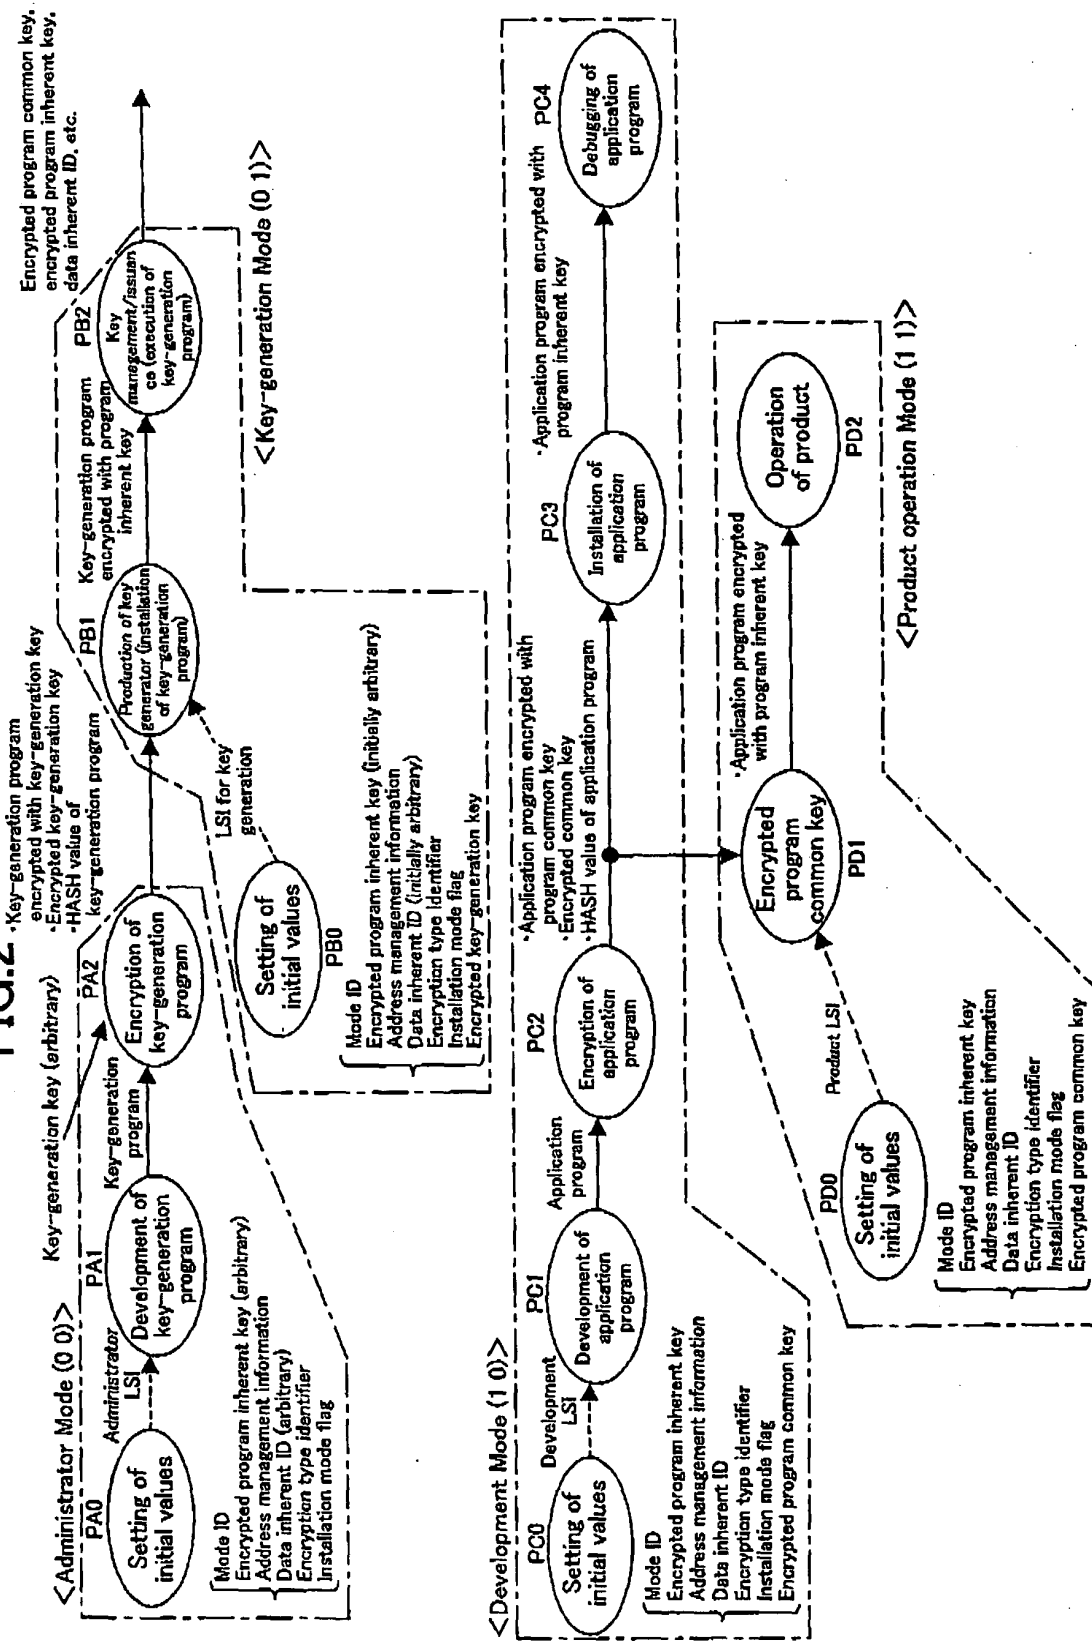 FIG.2
<Administrator Mode (0 0)>
PA0
Setting of
initial values
Administrator
LSI
Mode ID
Encrypted program inherent key (arbitrary)
Address management information
Data inherent ID (arbitrary)
Encryption type identifier
Installation mode flag
PA1
Development of
key-generation
program
Key-generation key (arbitrary)
Key-generation
program
PA2
Encryption of
key-generation
program
・Key-generation program
encrypted with key-generation key
・Encrypted key-generation key
・HASH value of
key-generation program
PB0
Setting of
initial values
LSI for key
generation
Mode ID
Encrypted program inherent key (initially arbitrary)
Address management information
Data inherent ID (initially arbitrary)
Encryption type identifier
Installation mode flag
Encrypted key-generation key
PB1
Production of key
generator (installation
of key-generation
program)
Key-generation program
encrypted with program
inherent key
PB2
Key
management/issuan
ce (execution of
key-generation
program)
Encrypted program common key,
encrypted program inherent key,
data inherent ID, etc.
<Key-generation Mode (0 1)>
<Development Mode (1 0)>
PC0
Setting of
initial values
Development
LSI
Mode ID
Encrypted program inherent key
Address management information
Data inherent ID
Encryption type identifier
Installation mode flag
Encrypted program common key
PC1
Development of
application
program
Application
program
PC2
Encryption of
application
program
・Application program encrypted with
program common key
・Encrypted common key
・HASH value of application program
PC3
Installation of
application
program
・Application program encrypted with
program inherent key
PC4
Debugging of
application
program
PD0
Setting of
initial values
Product LSI
Mode ID
Encrypted program inherent key
Address management information
Data inherent ID
Encryption type identifier
Installation mode flag
Encrypted program common key
Encrypted
program
common key
PD1
・Application program encrypted
with program inherent key
Operation
of product
PD2
<Product operation Mode (1 1)>